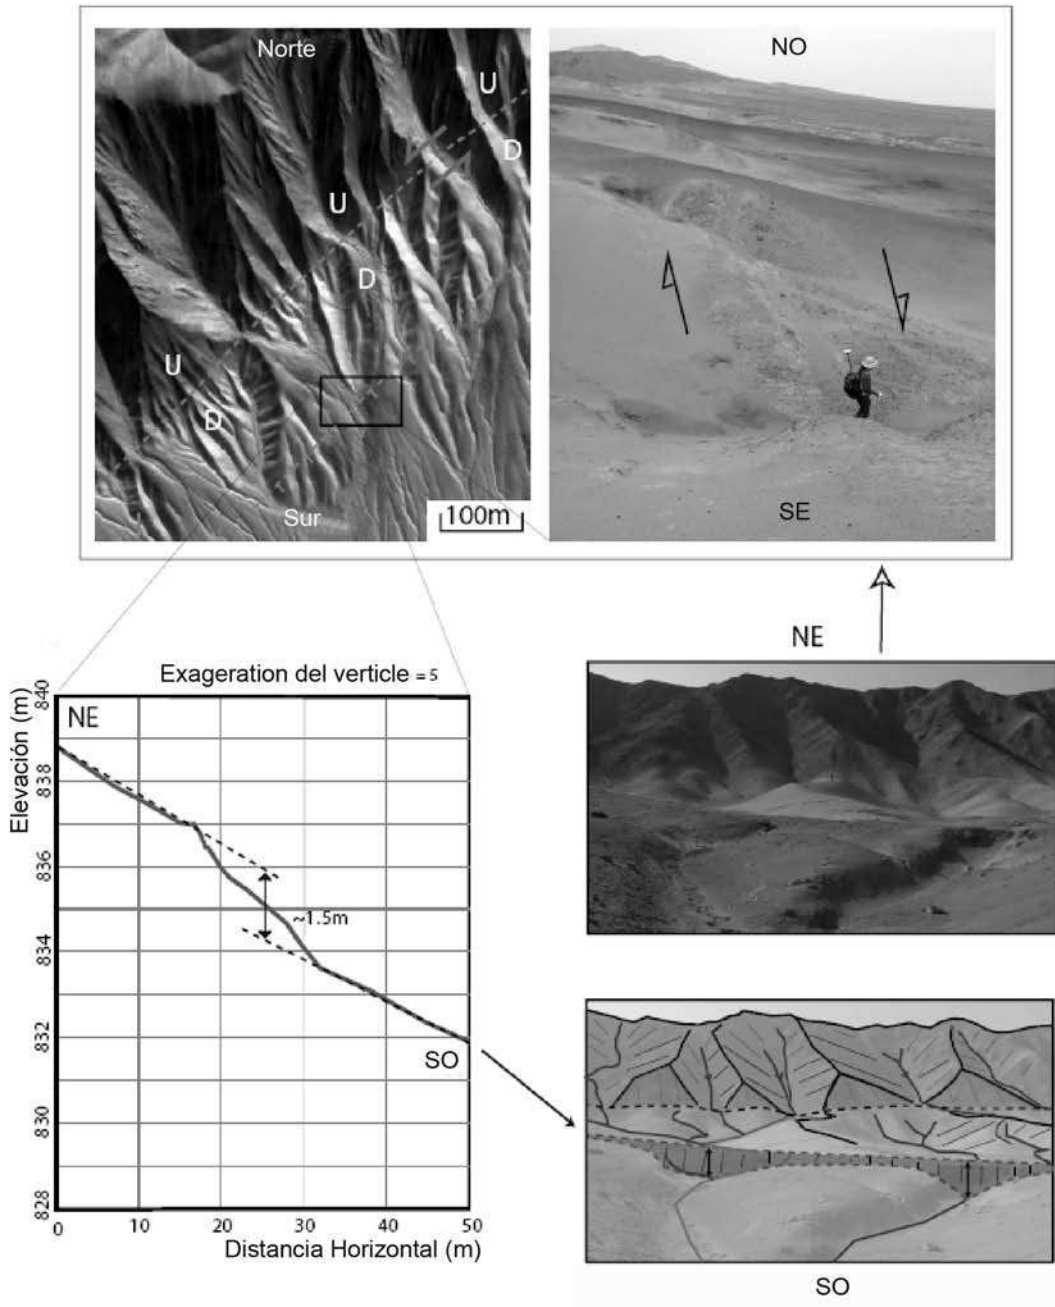 Norte
U
D
U
D
U
D
Sur
100m
NO
SE
NE
Exageration del verticle = 5
Elevación (m)
840
838
836
834
832
830
828
NE
~1.5m
SO
0
10
20
30
40
50
Distancia Horizontal (m)
SO